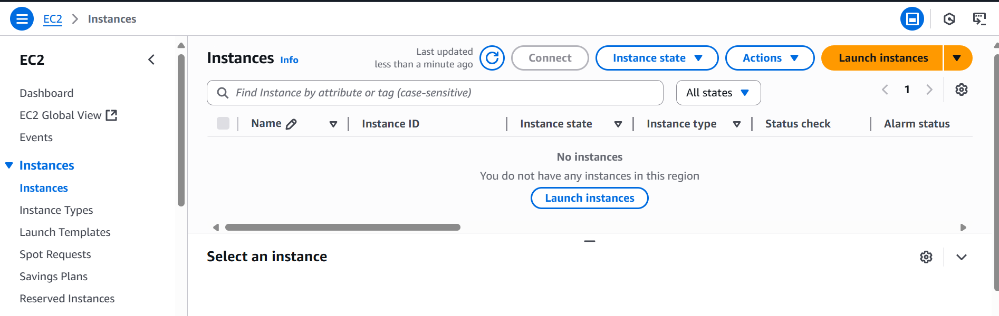 EC2 > Instances
EC2
Dashboard
EC2 Global View
Events
Instances
Instances
Instance Types
Launch Templates
Spot Requests
Savings Plans
Reserved Instances
Instances Info
Last updated
less than a minute ago
Connect
Instance state
Actions
Launch instances
Find Instance by attribute or tag (case-sensitive)
All states
1
Name Instance ID Instance state Instance type Status check Alarm status
No instances
You do not have any instances in this region
Launch instances
Select an instance